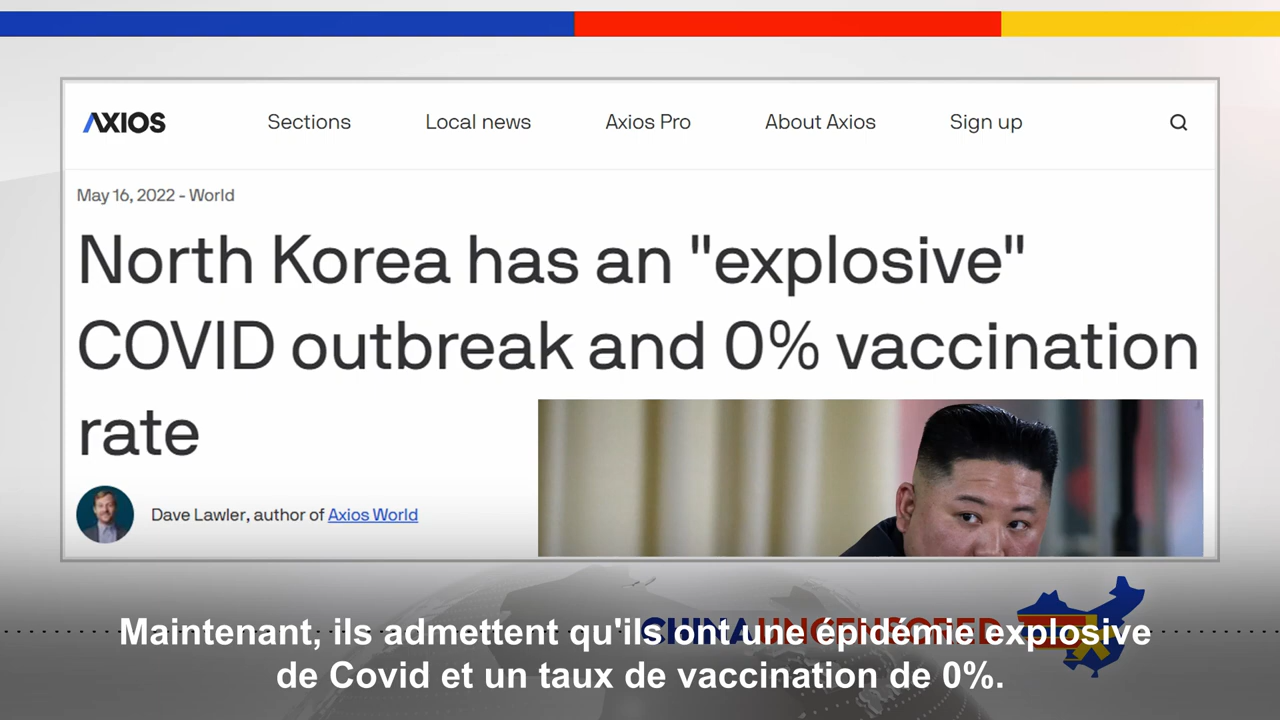 AXIOS
Sections Local news Axios Pro About Axios Sign up
May 16, 2022 - World
North Korea has an "explosive"
COVID outbreak and 0% vaccination
rate
Dave Lawler, author of Axios World
CHINA UNCENSORED
Maintenant, ils admettent qu'ils ont une épidémie explosive
de Covid et un taux de vaccination de 0%.